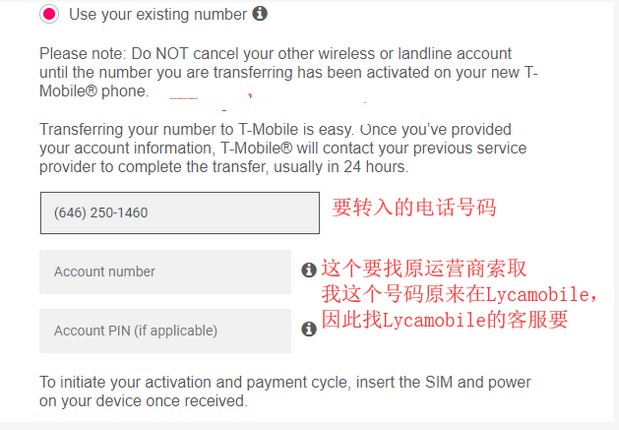 Use your existing number
Please note: Do NOT cancel your other wireless or landline account
until the number you are transferring has been activated on your new T-
Mobile® phone.
Transferring your number to T-Mobile is easy. Once you’ve provided
your account information, T-Mobile® will contact your previous service
provider to complete the transfer, usually in 24 hours.
(646) 250-1460
要转入的电话号码
Account number
这个要找原运营商索取
我这个号码原来在Lycamobile，
因此找Lycamobile的客服要
Account PIN (if applicable)
To initiate your activation and payment cycle, insert the SIM and power
on your device once received.